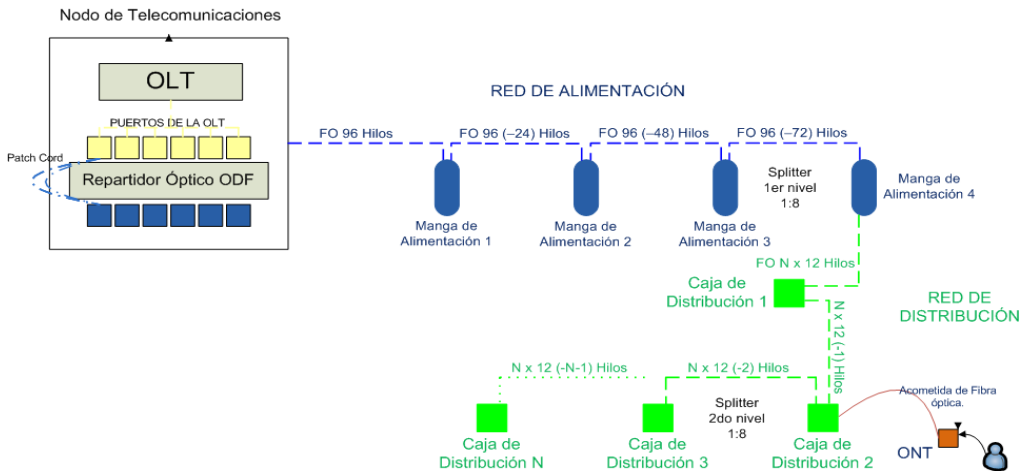 Nodo de Telecomunicaciones
OLT
PUERTOS DE LA OLT
Patch Cord
Repartidor Óptico ODF
RED DE ALIMENTACIÓN
FO 96 Hilos
FO 96 (–24) Hilos
FO 96 (–48) Hilos
FO 96 (–72) Hilos
Manga de
Alimentación 1
Manga de
Alimentación 2
Manga de
Alimentación 3
Splitter
1er nivel
1:8
Manga de
Alimentación 4
FO N x 12 Hilos
Caja de
Distribución 1
RED DE
DISTRIBUCIÓN
N x 12 (-1) Hilos
N x 12 (-N-1) Hilos
N x 12 (-2) Hilos
Splitter
2do nivel
1:8
Caja de
Distribución N
Caja de
Distribución 3
Caja de
Distribución 2
Acometida de Fibra
óptica.
ONT